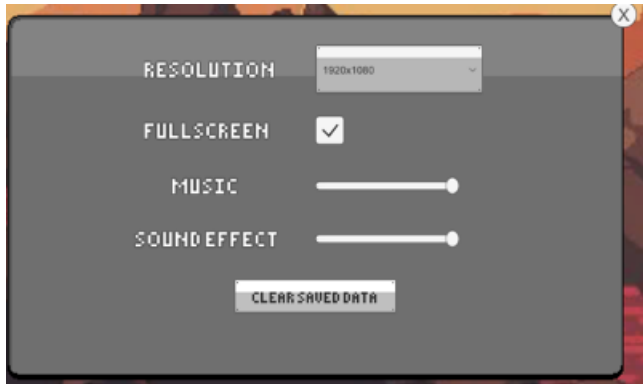 X
RESOLUTION 1920x1080
FULLSCREEN
MUSIC
SOUND EFFECT
CLEAR SAVED DATA